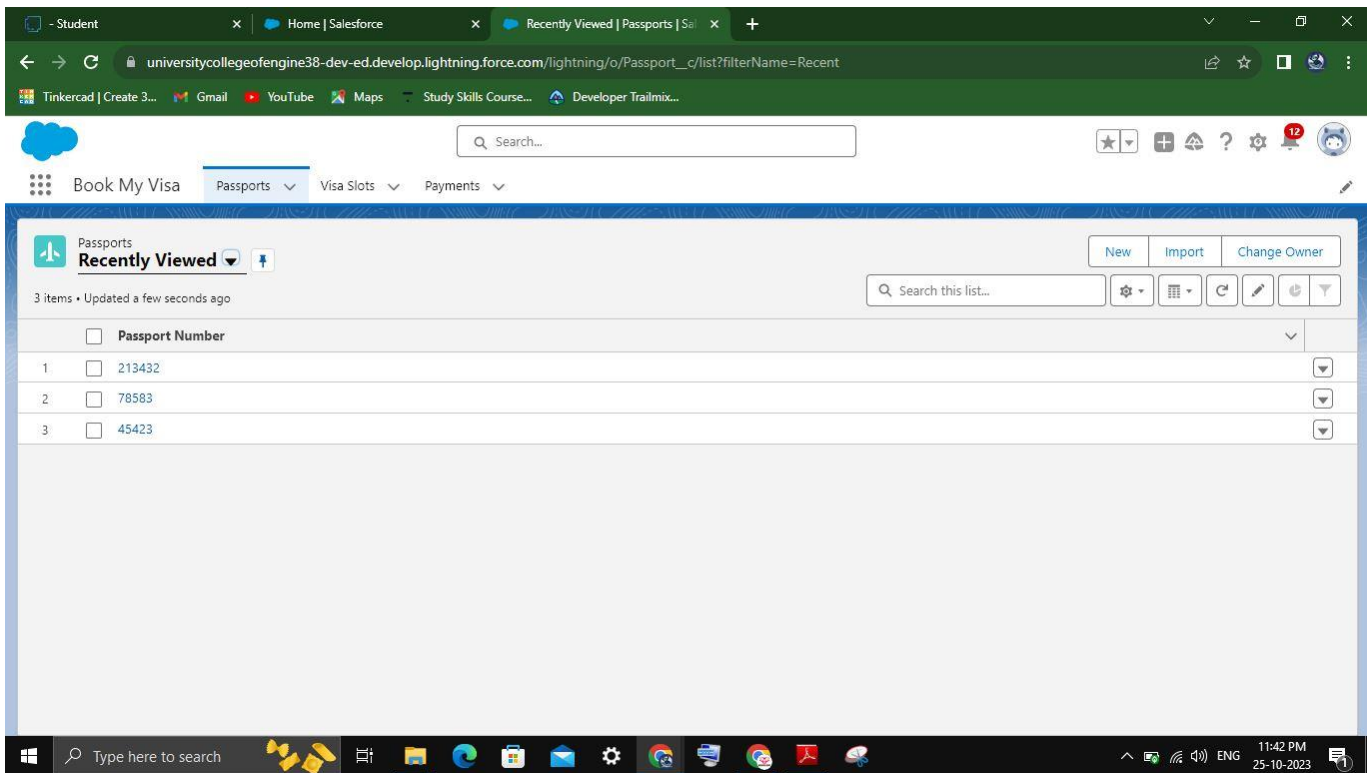 - Student
Home | Salesforce
Recently Viewed | Passports | Sal
universitycollegeofengine38-dev-ed.develop.lightning.force.com/lightning/o/Passport__c/list?filterName=Recent
Tinkercad | Create 3... Gmail YouTube Maps Study Skills Course... Developer Trailmix...
Search...
12
Book My Visa Passports Visa Slots Payments
Passports
Recently Viewed
New Import Change Owner
3 items • Updated a few seconds ago
Search this list...
Passport Number
1 213432
2 78583
3 45423
Type here to search
ENG
11:42 PM
25-10-2023
1